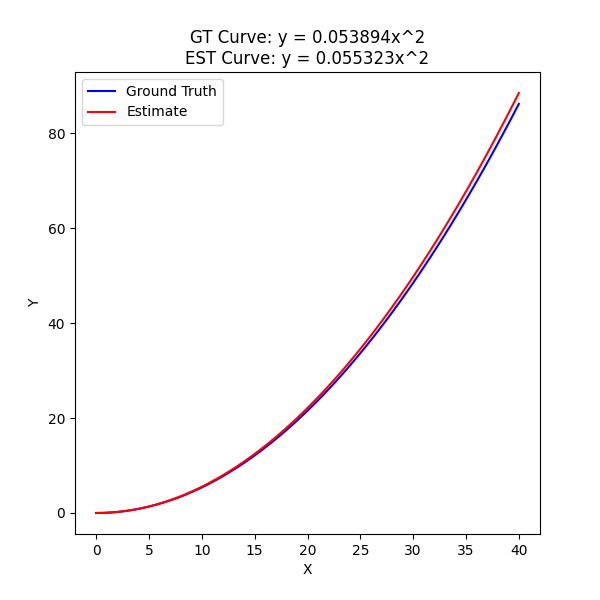 GT Curve: y = 0.053894x^2
EST Curve: y = 0.055323x^2
Ground Truth
Estimate
80
60
40
20
0
Y
0 5 10 15 20 25 30 35 40
X